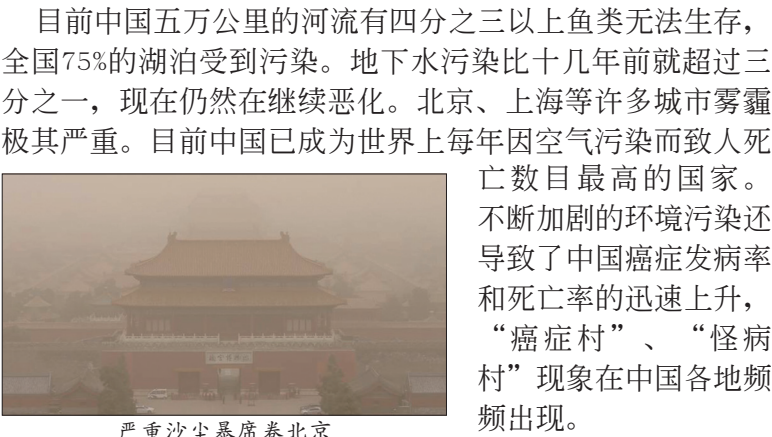 目前中国五万公里的河流有四分之三以上鱼类无法生存，
全国75%的湖泊受到污染。地下水污染比十几年前就超过三
分之一，现在仍然在继续恶化。北京、上海等许多城市雾霾
极其严重。目前中国已成为世界上每年因空气污染而致人死
亡数目最高的国家。
不断加剧的环境污染还
导致了中国癌症发病率
和死亡率的迅速上升，
“癌症村”、“怪病
村”现象在中国各地频
频出现。
严重沙尘暴席卷北京